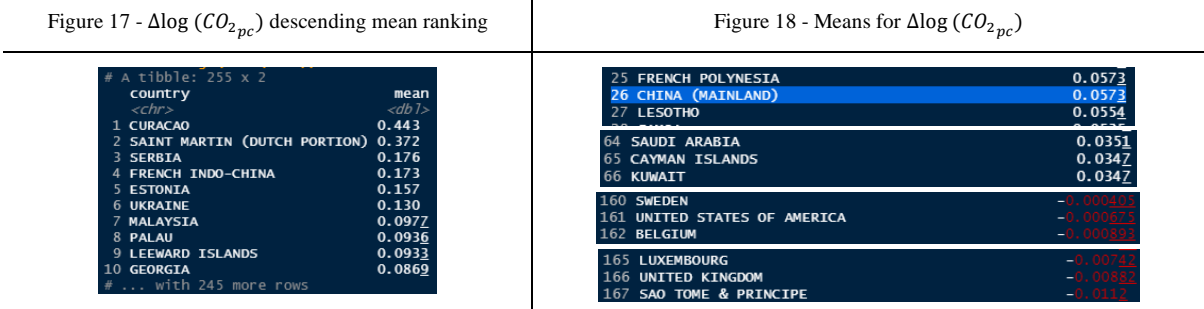 Figure 17 - Δlog (𝐶𝑂₂ₚ𝑐) descending mean ranking
# A tibble: 255 x 2
country mean
<chr> <dbl>
1 CURACAO 0.443
2 SAINT MARTIN (DUTCH PORTION) 0.372
3 SERBIA 0.176
4 FRENCH INDO-CHINA 0.173
5 ESTONIA 0.157
6 UKRAINE 0.130
7 MALAYSIA 0.0977
8 PALAU 0.0936
9 LEEWARD ISLANDS 0.0933
10 GEORGIA 0.0869
# ... with 245 more rows
Figure 18 - Means for Δlog (𝐶𝑂₂ₚ𝑐)
25 FRENCH POLYNESIA 0.0573
26 CHINA (MAINLAND) 0.0573
27 LESOTHO 0.0554
64 SAUDI ARABIA 0.0351
65 CAYMAN ISLANDS 0.0347
66 KUWAIT 0.0347
160 SWEDEN -0.000405
161 UNITED STATES OF AMERICA -0.000675
162 BELGIUM -0.000893
165 LUXEMBOURG -0.00742
166 UNITED KINGDOM -0.00882
167 SAO TOME & PRINCIPE -0.0112